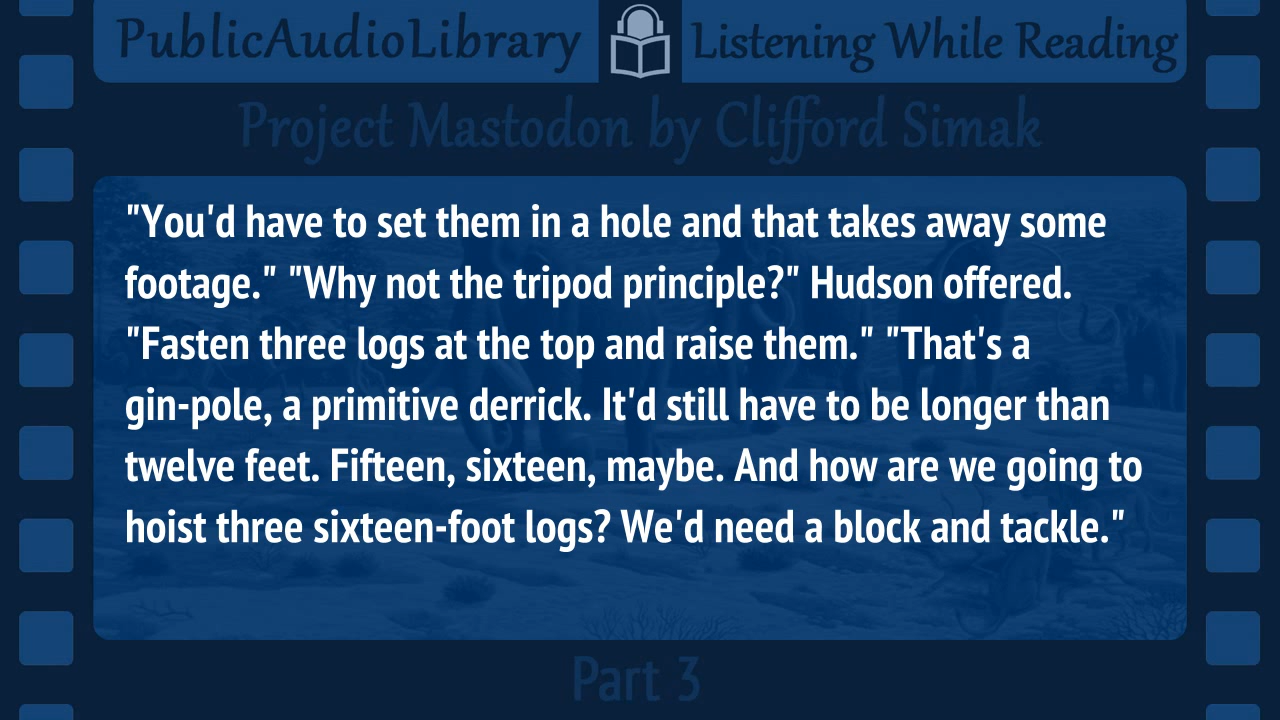 PublicAudioLibrary
Listening While Reading
Project Mastodon by Clifford Simak
"You'd have to set them in a hole and that takes away some
footage." "Why not the tripod principle?" Hudson offered.
"Fasten three logs at the top and raise them." "That's a
gin-pole, a primitive derrick. It'd still have to be longer than
twelve feet. Fifteen, sixteen, maybe. And how are we going to
hoist three sixteen-foot logs? We'd need a block and tackle."
Part 3